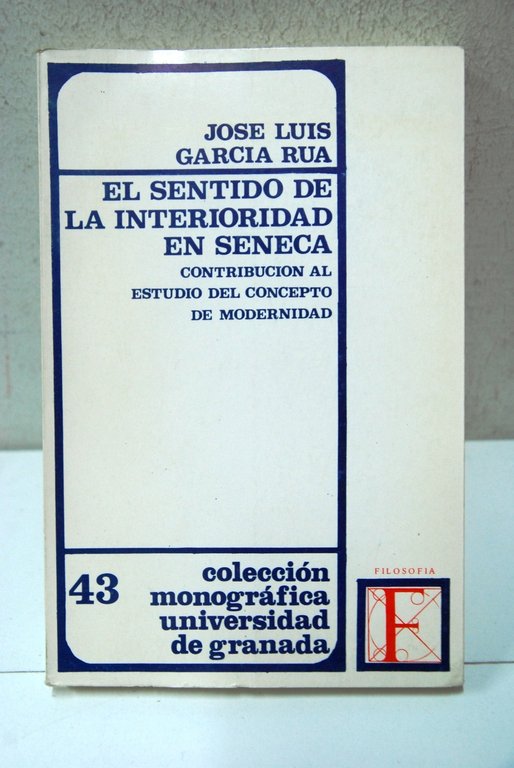 JOSE LUIS
GARCIA RUA
EL SENTIDO DE
LA INTERIORIDAD
EN SENECA
CONTRIBUCION AL
ESTUDIO DEL CONCEPTO
DE MODERNIDAD
43
colección
monográfica
universidad
de granada
FILOSOFIA
F